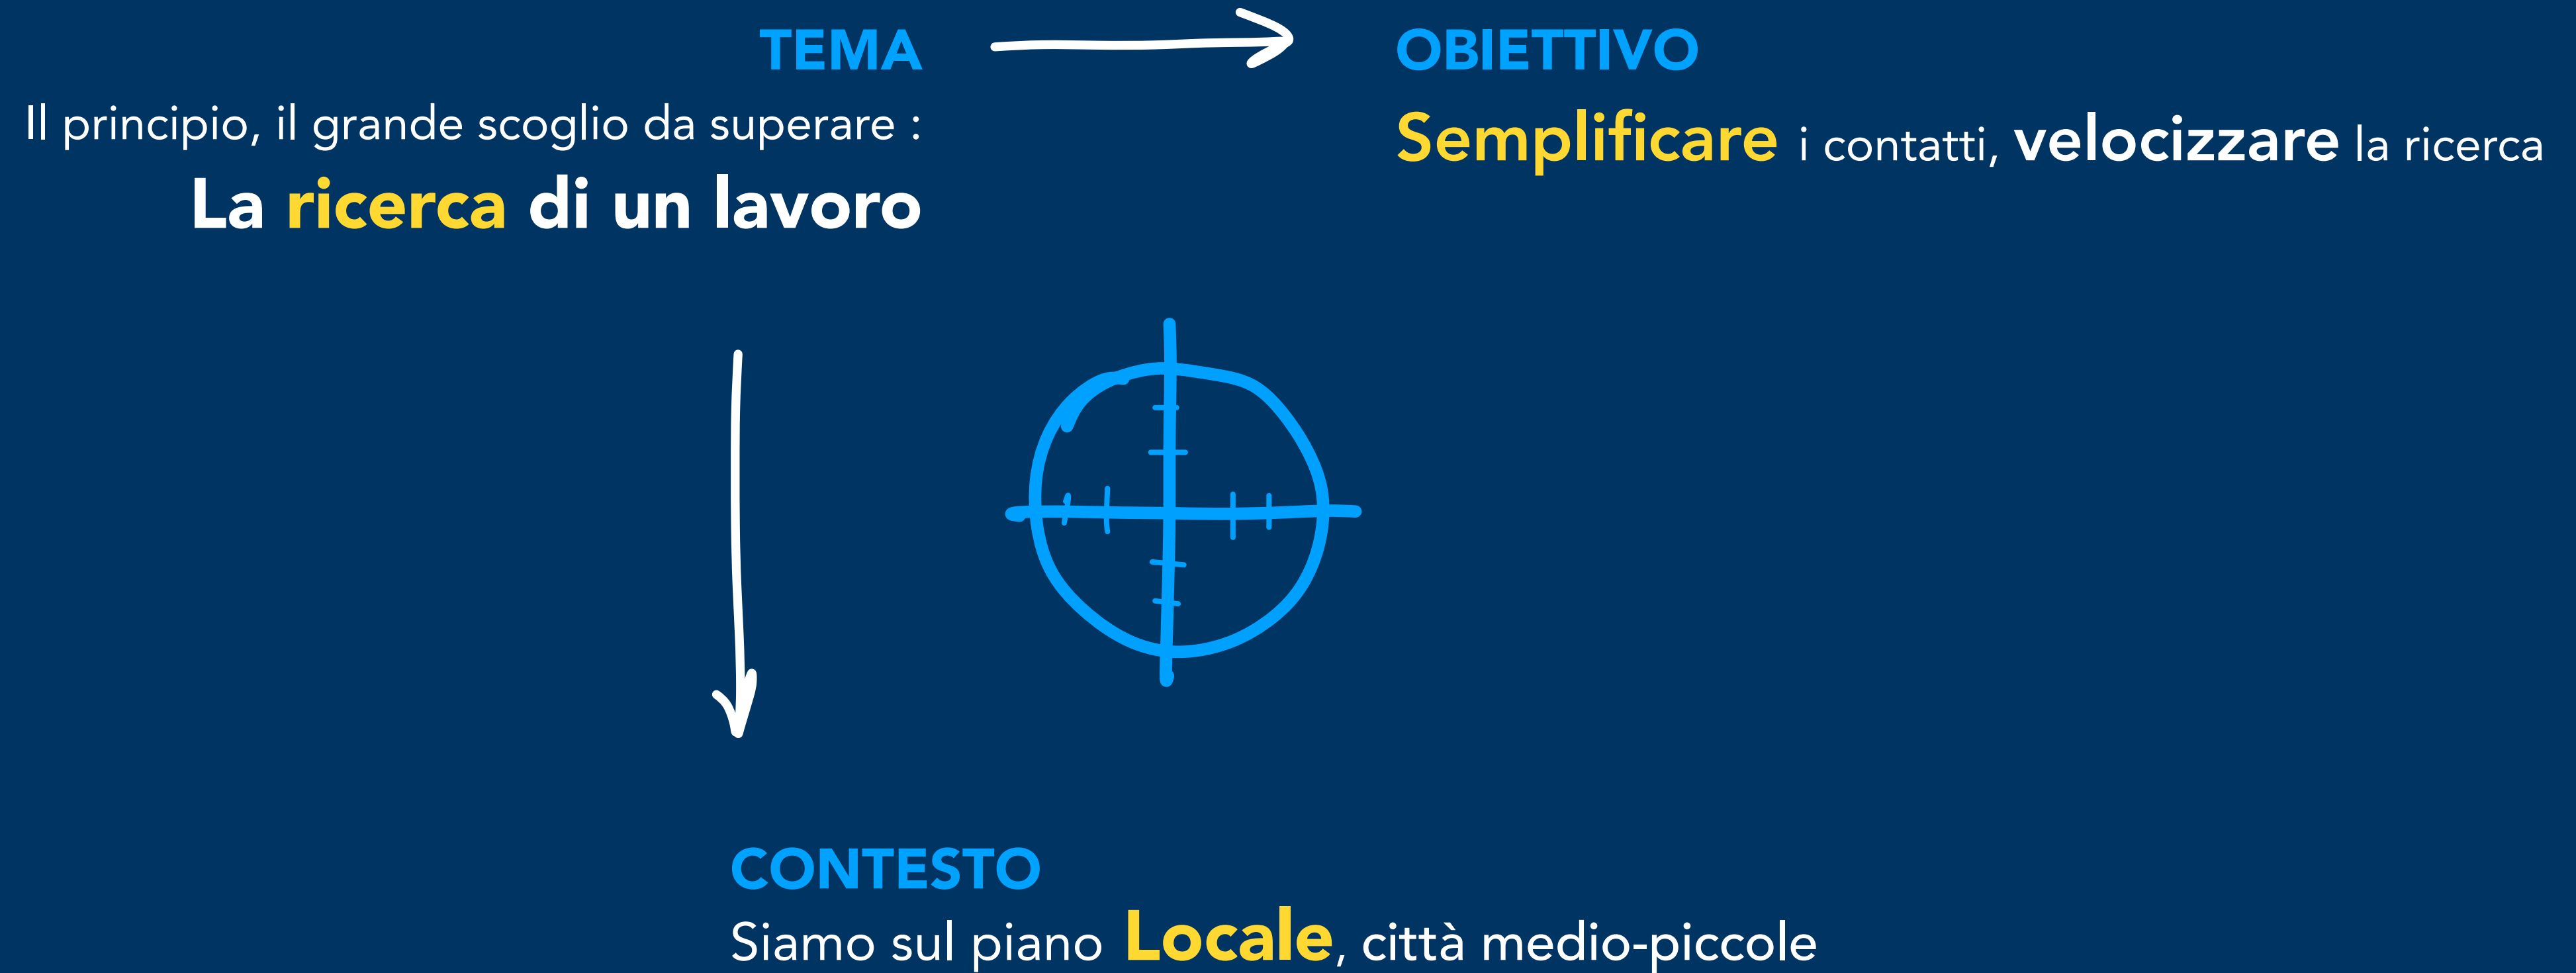 TEMA
Il principio, il grande scoglio da superare :
La ricerca di un lavoro
OBIETTIVO
Semplificare i contatti, velocizzare la ricerca
CONTESTO
Siamo sul piano Locale, città medio-piccole